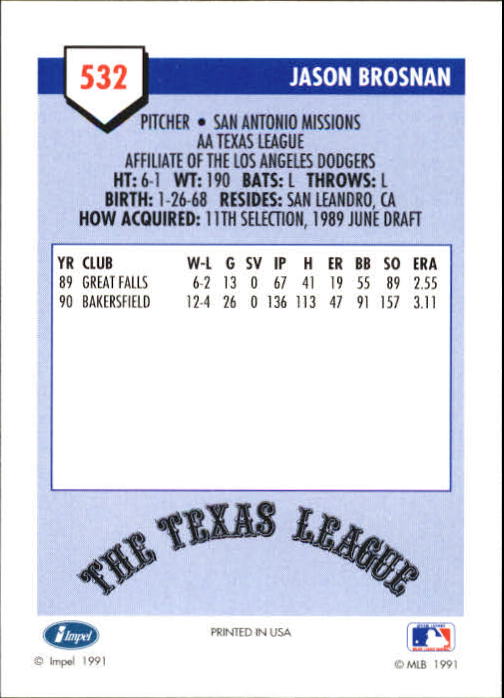 532
JASON BROSNAN
PITCHER • SAN ANTONIO MISSIONS
AA TEXAS LEAGUE
AFFILIATE OF THE LOS ANGELES DODGERS
HT: 6-1 WT: 190 BATS: L THROWS: L
BIRTH: 1-26-68 RESIDES: SAN LEANDRO, CA
HOW ACQUIRED: 11TH SELECTION, 1989 JUNE DRAFT
YR CLUB W-L G SV IP H ER BB SO ERA
89 GREAT FALLS 6-2 13 0 67 41 19 55 89 2.55
90 BAKERSFIELD 12-4 26 0 136 113 47 91 157 3.11
THE TEXAS LEAGUE
Impel
PRINTED IN USA
© Impel 1991
© MLB 1991